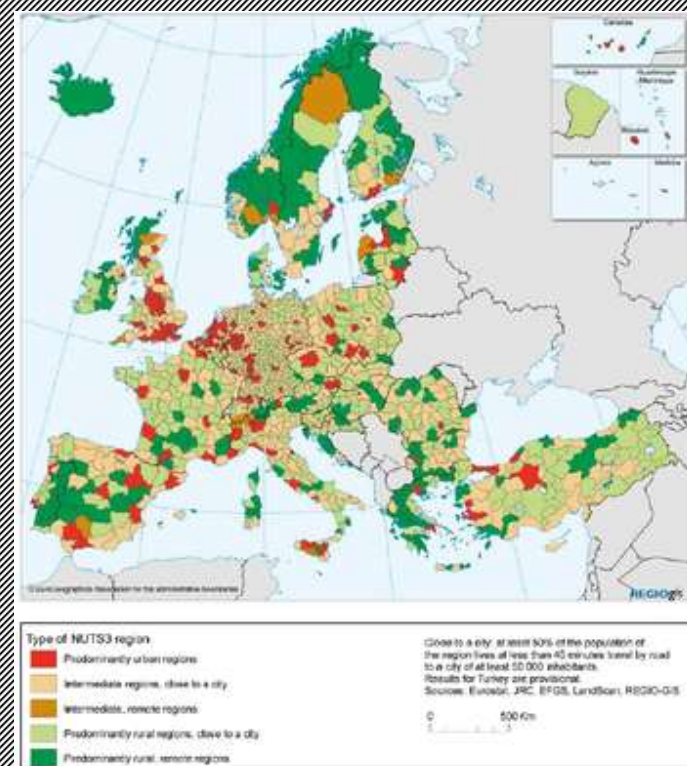 Canarias
Guyane
Guadeloupe
Martinique
Réunion
Açores
Madeira
REGIOgis
Type of NUTS3 region
Predominantly urban regions
Intermediate regions, close to a city
Intermediate, remote regions
Predominantly rural regions, close to a city
Predominantly rural, remote regions
Close to a city: at least 50% of the population of
the region lives at less than 45 minutes travel by road
to a city of at least 50 000 inhabitants.
Results for Turkey are provisional.
Sources: Eurostat, JRC, EFGS, LandScan, REGIO-GIS
0 500 Km